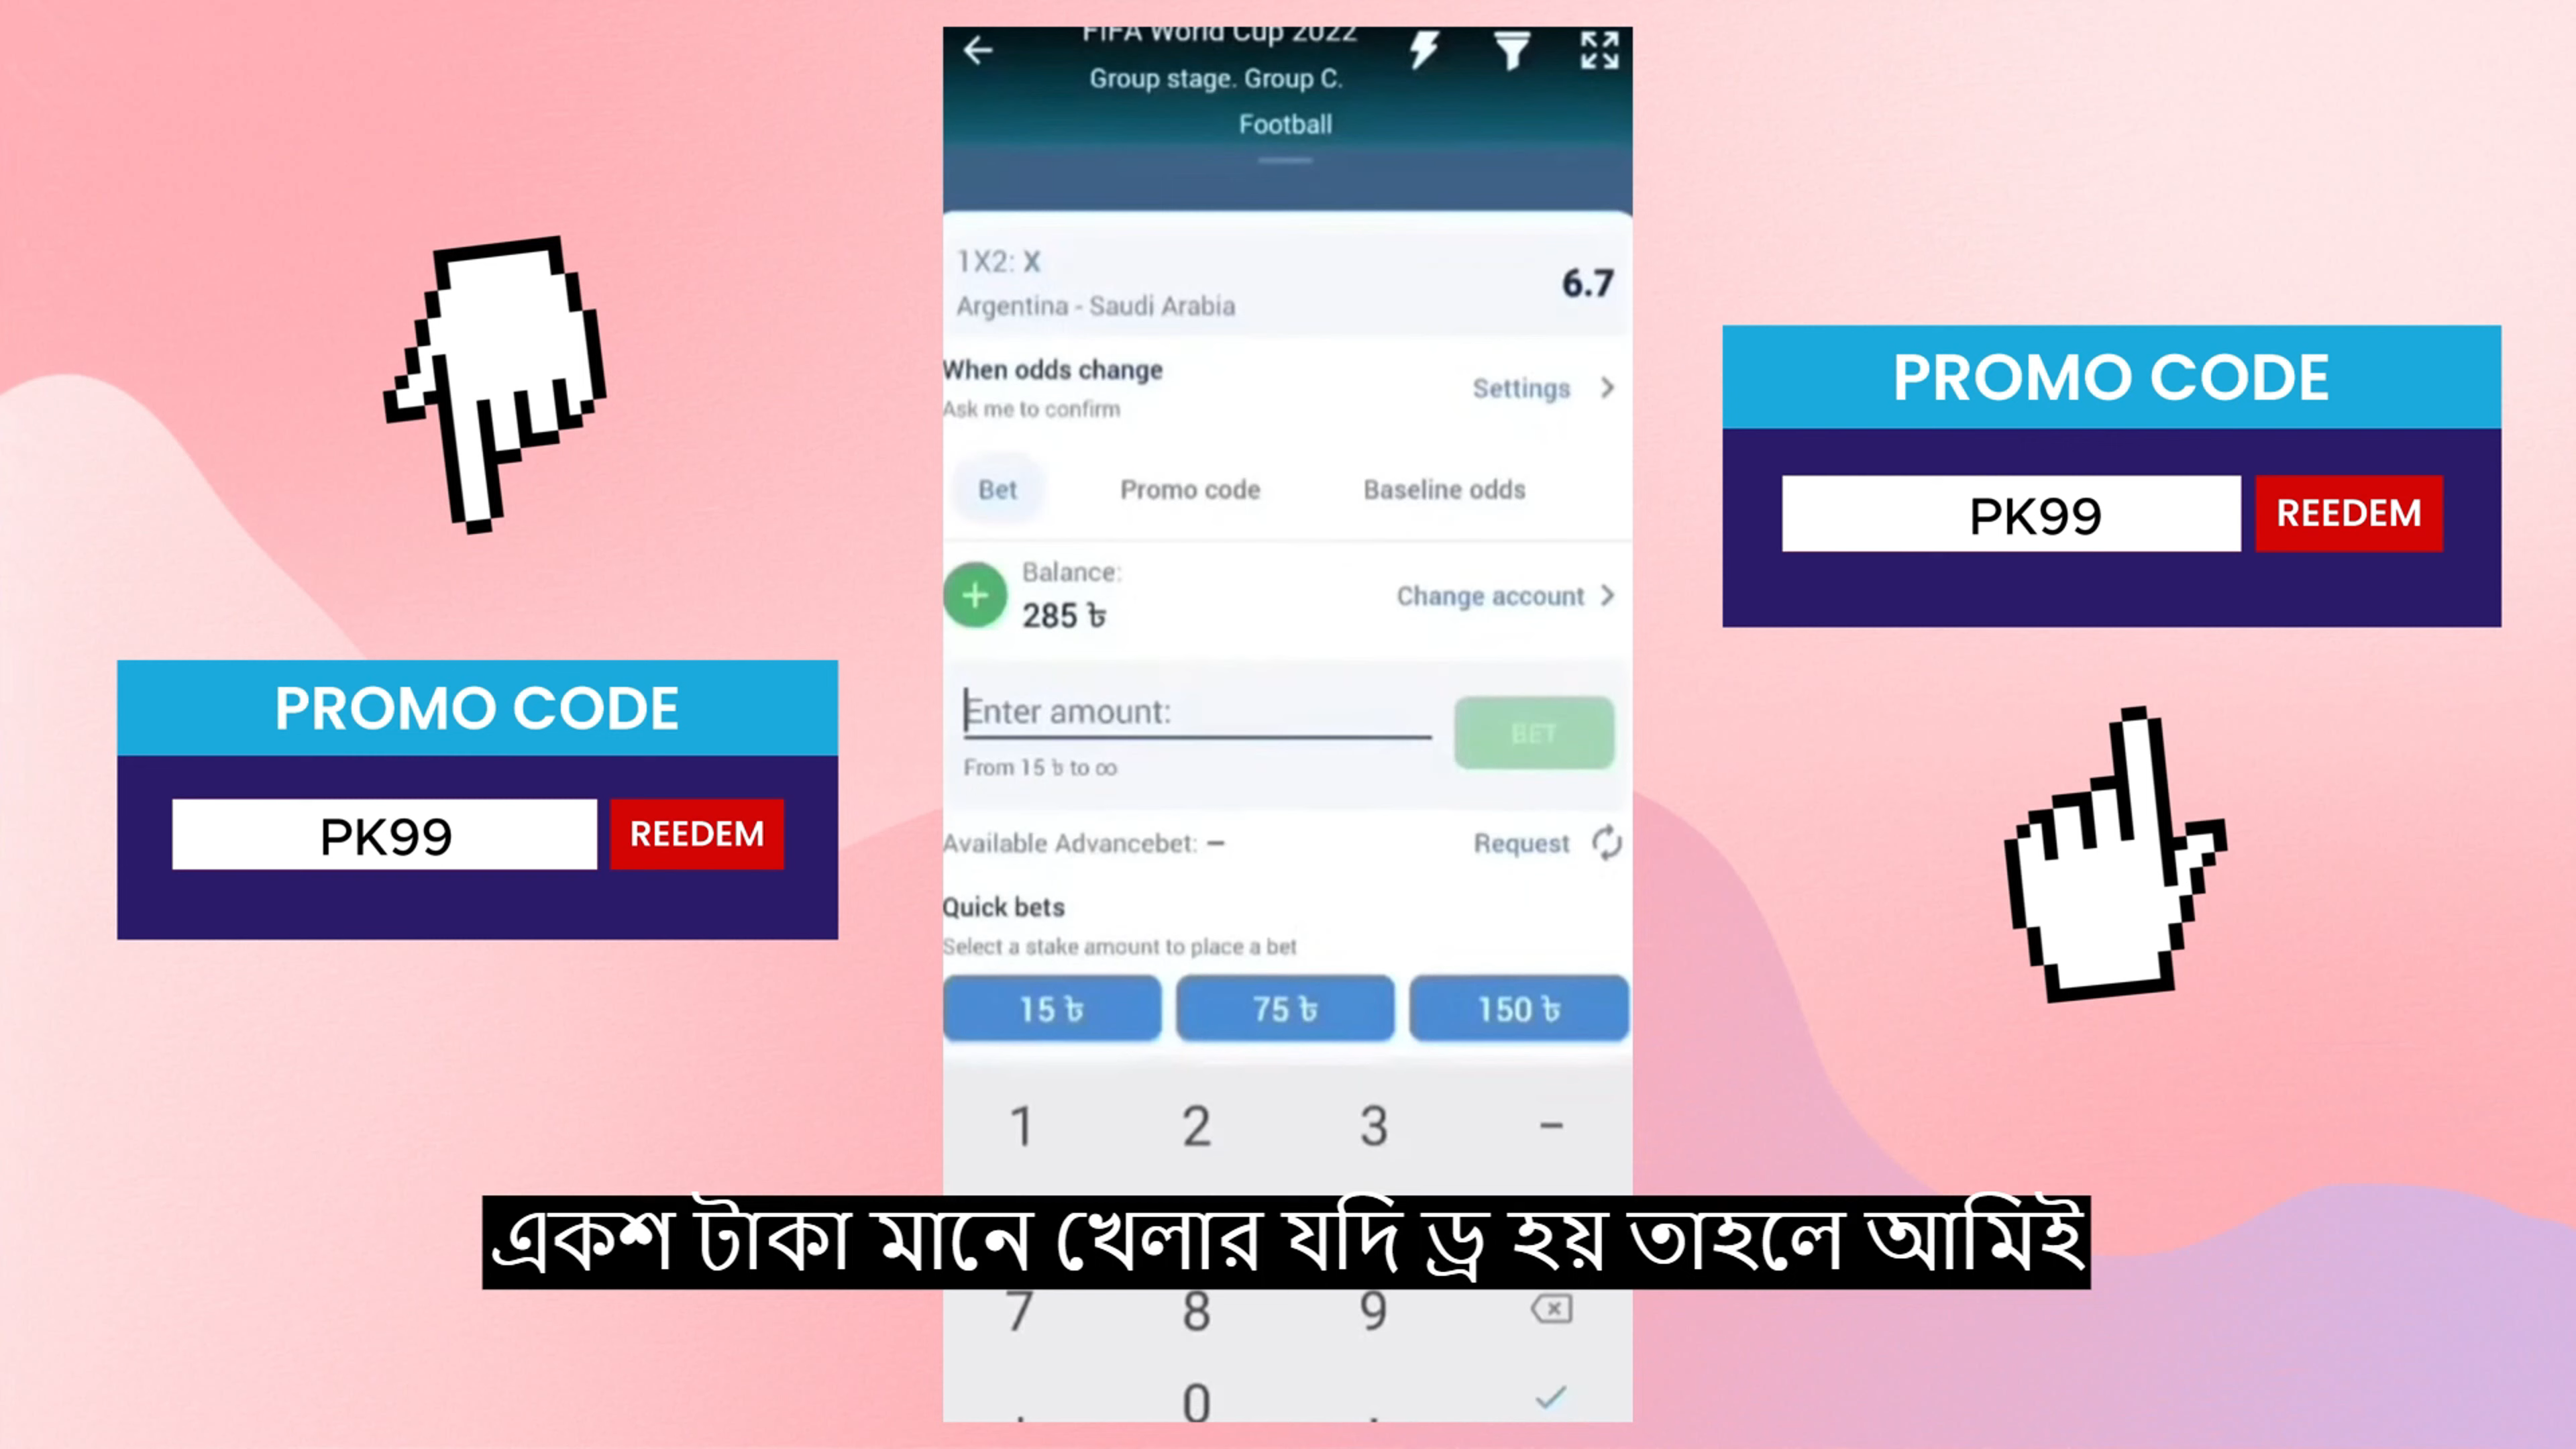 FIFA World Cup 2022
Group stage. Group C.
Football
1X2: X
6.7
Argentina - Saudi Arabia
When odds change
Ask me to confirm
Settings
Bet
Promo code
Baseline odds
Balance:
285 ৳
Change account
Enter amount:
BET
From 15 ৳ to ∞
Available Advancebet: –
Request
Quick bets
Select a stake amount to place a bet
15 ৳
75 ৳
150 ৳
1 2 3 –
7 8 9
. 0 ,
PROMO CODE
PK99
REEDEM
PROMO CODE
PK99
REEDEM
একশ টাকা মানে খেলার যদি ড্র হয় তাহলে আমিই